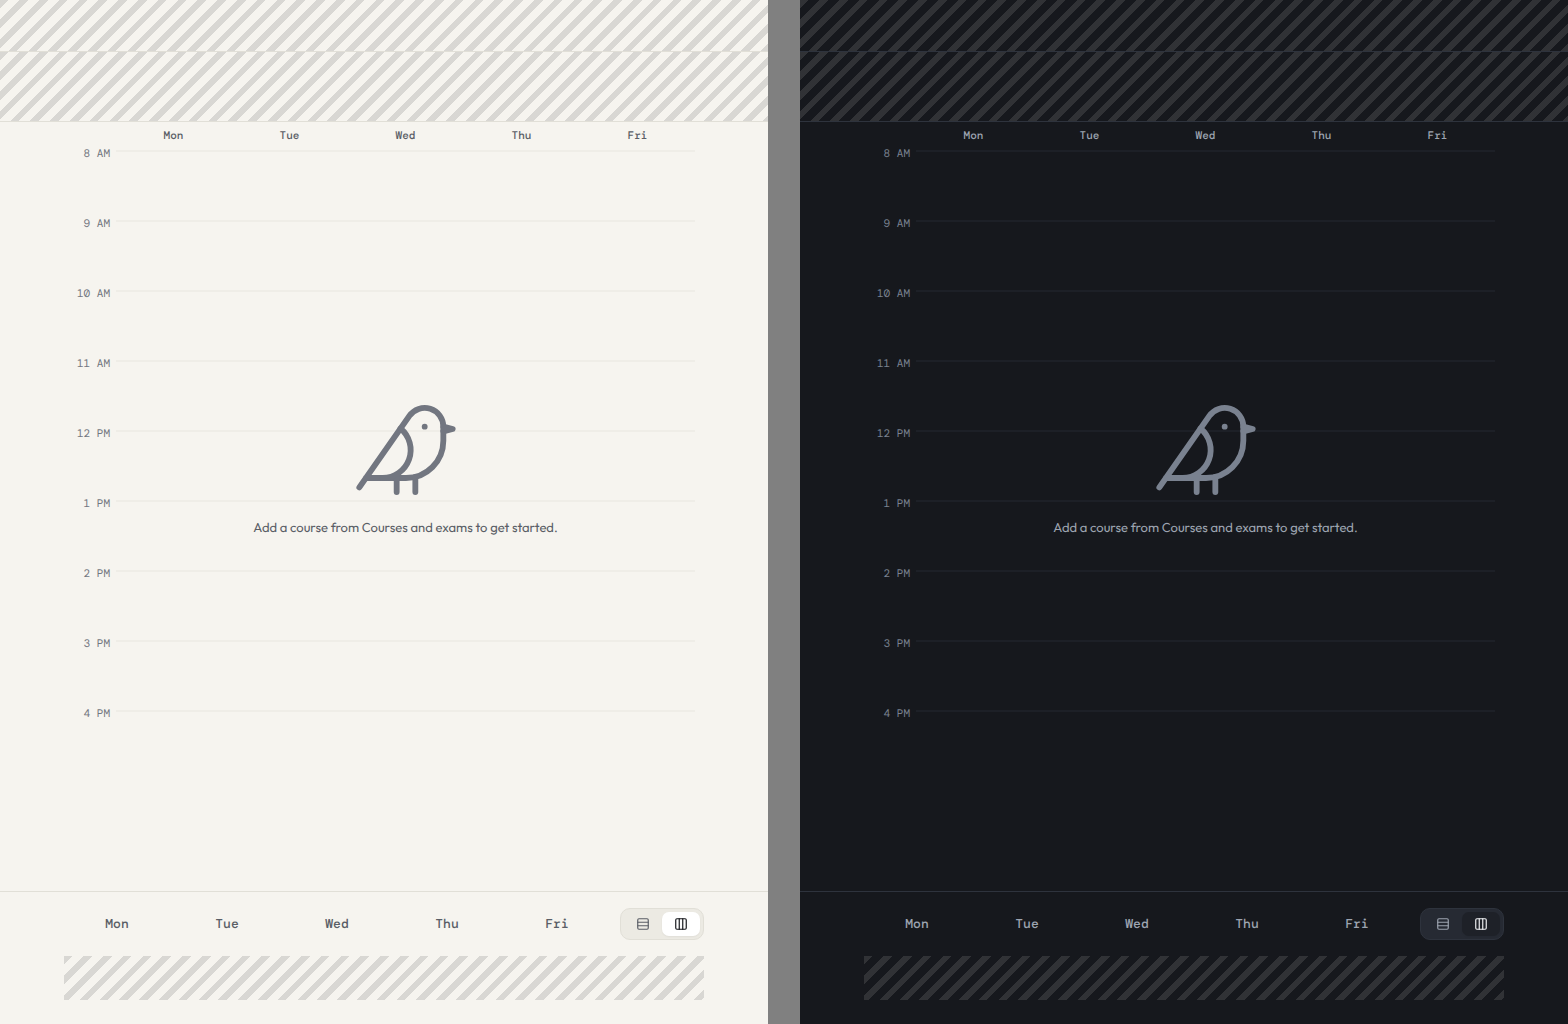 Mon Tue Wed Thu Fri
8 AM
9 AM
10 AM
11 AM
12 PM
1 PM
Add a course from Courses and exams to get started.
2 PM
3 PM
4 PM
Mon Tue Wed Thu Fri
Mon Tue Wed Thu Fri
8 AM
9 AM
10 AM
11 AM
12 PM
1 PM
Add a course from Courses and exams to get started.
2 PM
3 PM
4 PM
Mon Tue Wed Thu Fri